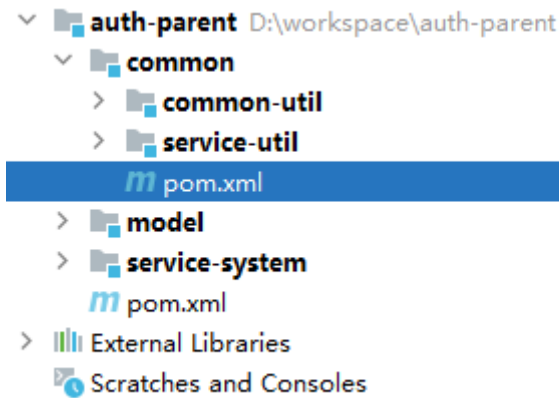 auth-parent D:\workspace\auth-parent
common
common-util
service-util
pom.xml
model
service-system
pom.xml
External Libraries
Scratches and Consoles